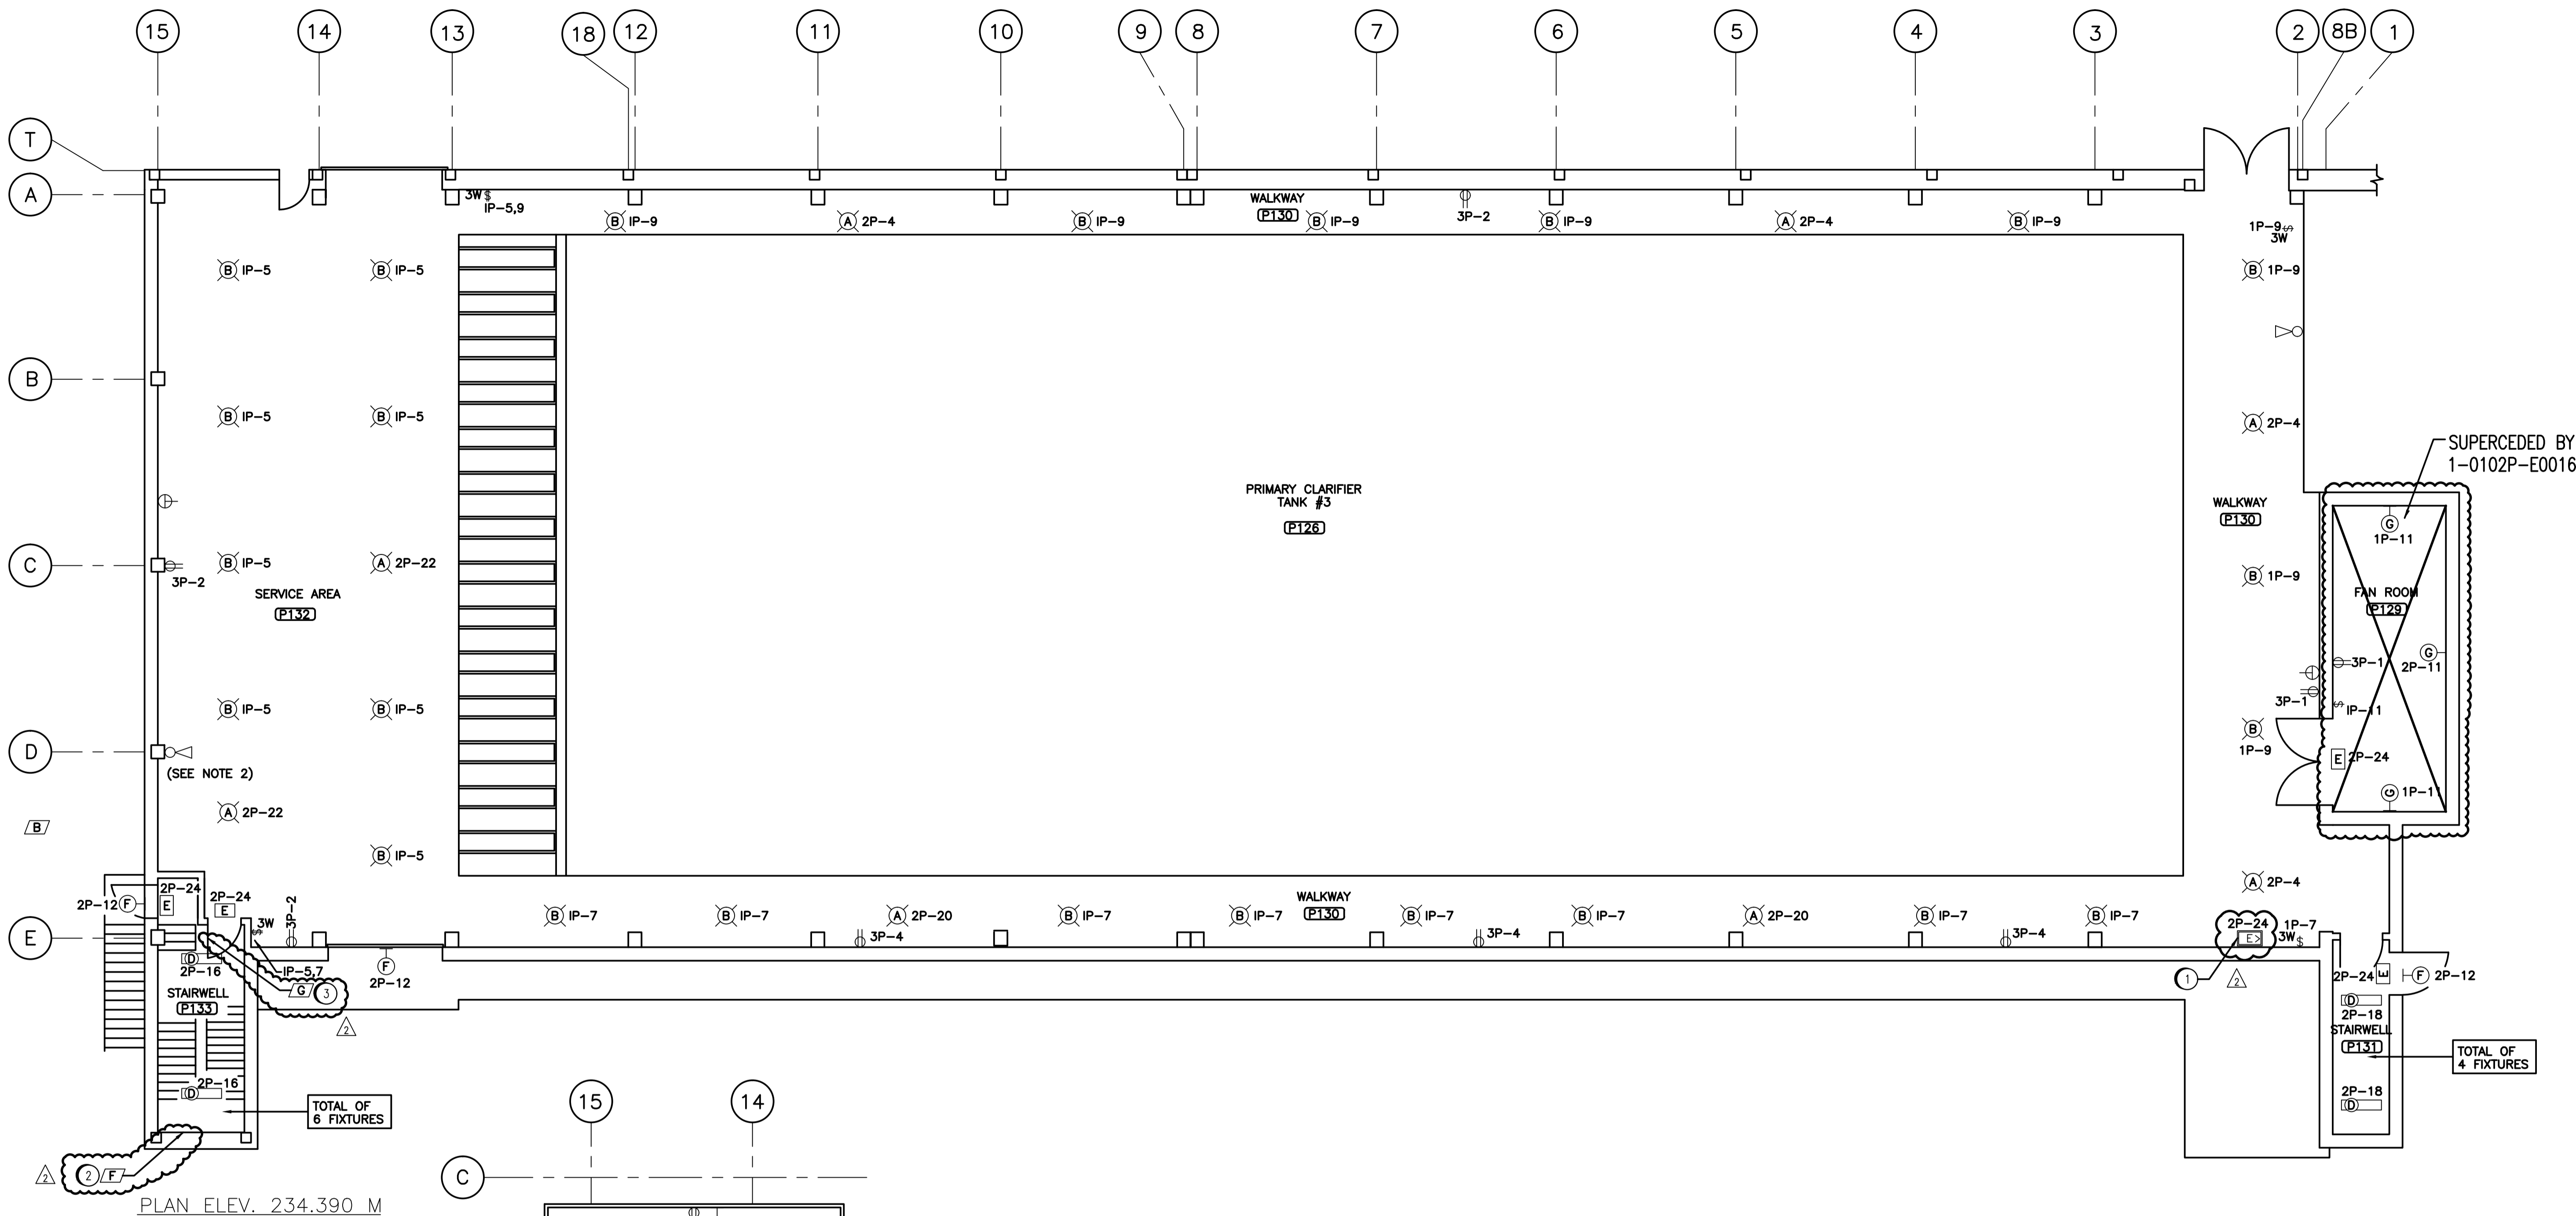 15
14
13
18
12
11
10
9
8
7
6
5
4
3
2
8B
1
T
A
3W $
IP-5,9
B IP-9
A 2P-4
B IP-9
WALKWAY
P130
B IP-9
3P-2
B IP-9
A 2P-4
B IP-9
1P-9 $
3W
B IP-5
B IP-5
B 1P-9
B
B IP-5
B IP-5
A 2P-4
SUPERCEDED BY
1-0102P-E0016
PRIMARY CLARIFIER
TANK #3
P126
WALKWAY
P130
G
1P-11
C
3P-2
B IP-5
A 2P-22
B 1P-9
SERVICE AREA
P132
FAN ROOM
P129
3P-1
G
2P-11
3P-1
$ IP-11
B IP-5
B IP-5
B
1P-9
D
(SEE NOTE 2)
E 2P-24
G 1P-11
A 2P-22
B
B IP-5
A 2P-4
2P-24
2P-12 F
E
2P-24
E
3W
$
3P-2
WALKWAY
P130
B IP-7
B IP-7
A 2P-20
B IP-7
B IP-7
B IP-7
B IP-7
A 2P-20
B IP-7
B IP-7
2P-24
E>
1P-7
3W $
E
3P-4
3P-4
3P-4
D
2P-16
IP-5,7
F
2P-12
G 3
2
1
2
2P-24 E
F 2P-12
STAIRWELL
P133
D
2P-18
STAIRWELL
P131
TOTAL OF
4 FIXTURES
2P-16
D
TOTAL OF
6 FIXTURES
2P-18
D
15
14
2
2 F
C
PLAN ELEV. 234.390 M